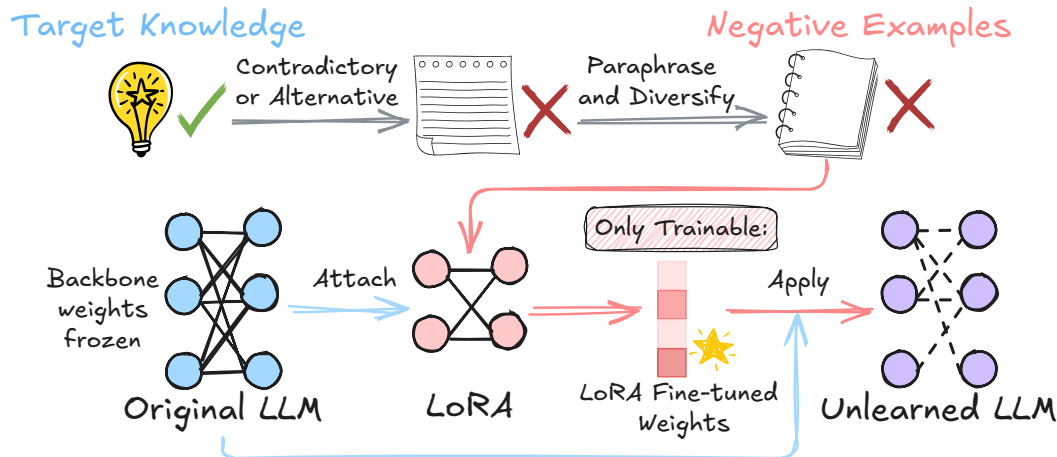 Target Knowledge
Negative Examples
Contradictory
or Alternative
Paraphrase
and Diversify
Only Trainable:
Backbone
weights
frozen
Attach
Apply
Original LLM
LoRA
LoRA Fine-tuned
Weights
Unlearned LLM